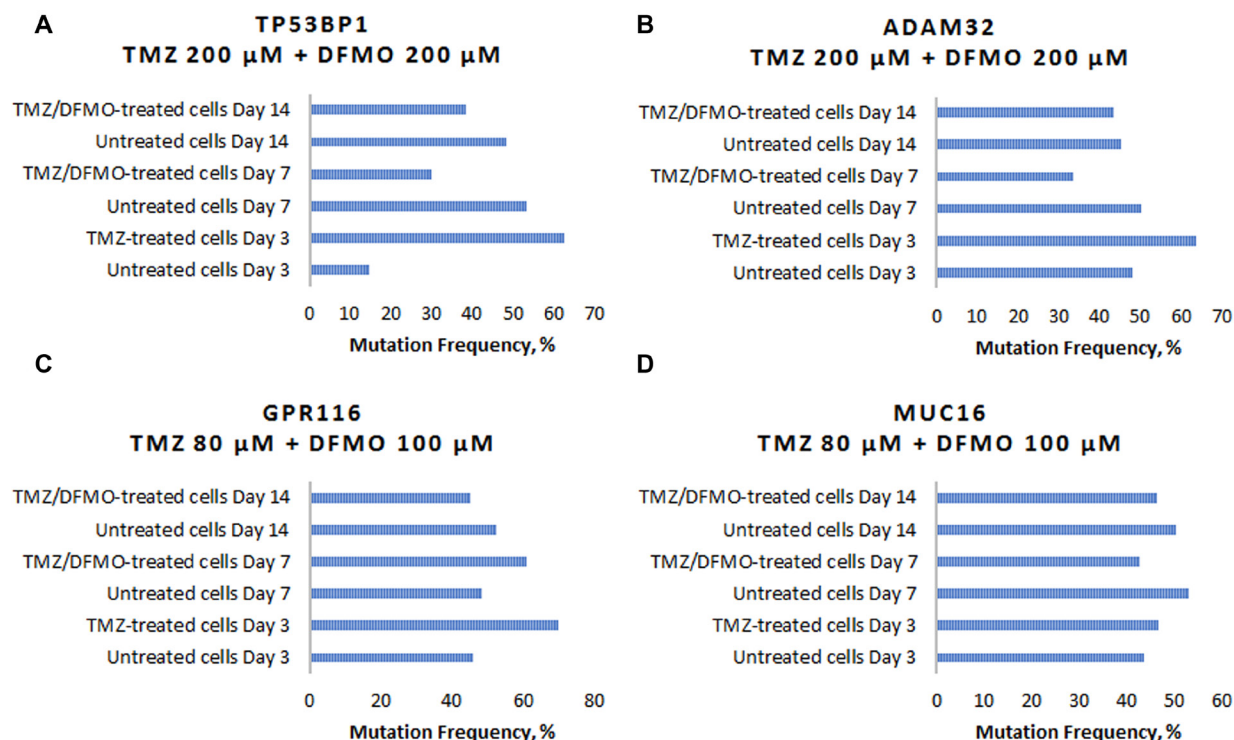 A
TP53BP1
TMZ 200 µM + DFMO 200 µM
TMZ/DFMO-treated cells Day 14
Untreated cells Day 14
TMZ/DFMO-treated cells Day 7
Untreated cells Day 7
TMZ-treated cells Day 3
Untreated cells Day 3
0 10 20 30 40 50 60 70
Mutation Frequency, %
B
ADAM32
TMZ 200 µM + DFMO 200 µM
TMZ/DFMO-treated cells Day 14
Untreated cells Day 14
TMZ/DFMO-treated cells Day 7
Untreated cells Day 7
TMZ-treated cells Day 3
Untreated cells Day 3
0 10 20 30 40 50 60 70
Mutation Frequency, %
C
GPR116
TMZ 80 µM + DFMO 100 µM
TMZ/DFMO-treated cells Day 14
Untreated cells Day 14
TMZ/DFMO-treated cells Day 7
Untreated cells Day 7
TMZ-treated cells Day 3
Untreated cells Day 3
0 20 40 60 80
Mutation Frequency, %
D
MUC16
TMZ 80 µM + DFMO 100 µM
TMZ/DFMO-treated cells Day 14
Untreated cells Day 14
TMZ/DFMO-treated cells Day 7
Untreated cells Day 7
TMZ-treated cells Day 3
Untreated cells Day 3
0 10 20 30 40 50 60
Mutation Frequency, %